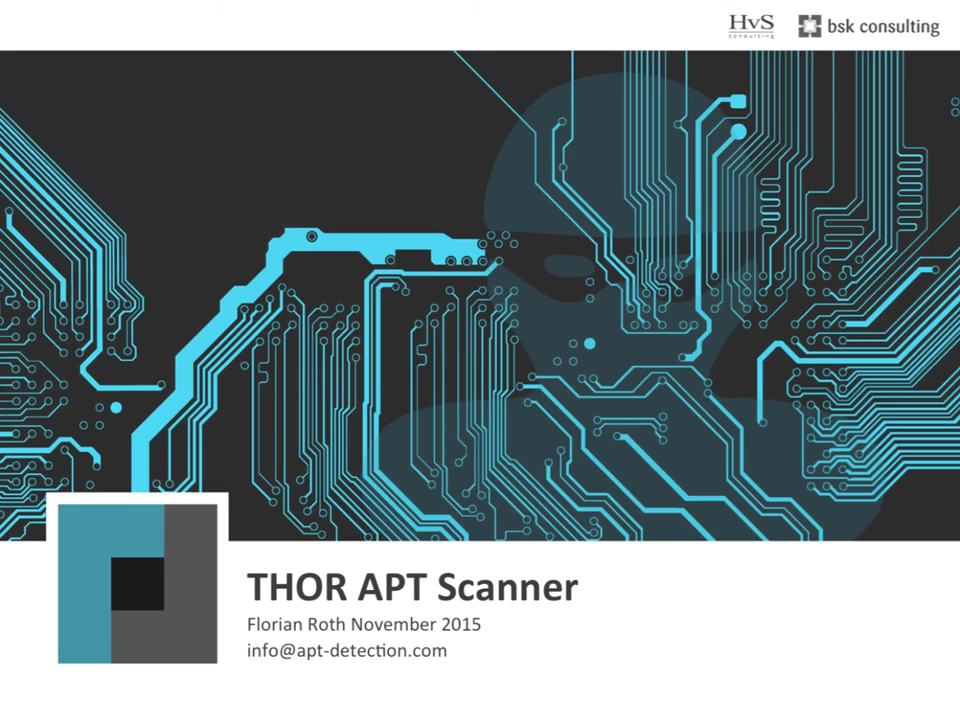 HvS
consulting
bsk consulting
THOR APT Scanner
Florian Roth November 2015
info@apt-detection.com